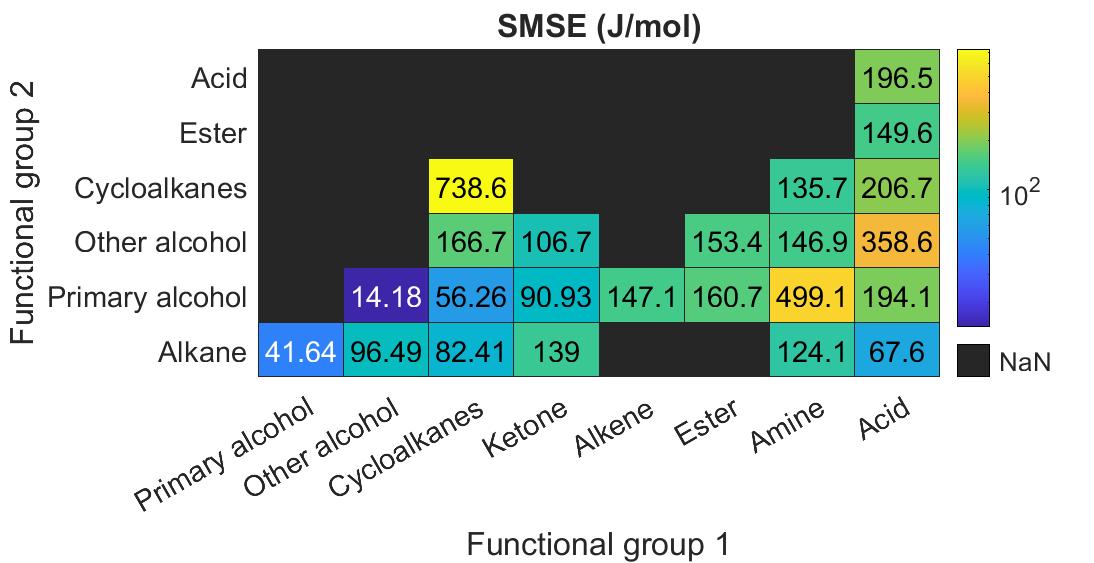 SMSE (J/mol)
Functional group 2
Acid 196.5
Ester 149.6
Cycloalkanes 738.6 135.7 206.7
10^2
Other alcohol 166.7 106.7 153.4 146.9 358.6
Primary alcohol 14.18 56.26 90.93 147.1 160.7 499.1 194.1
Alkane 41.64 96.49 82.41 139 124.1 67.6
NaN
Primary alcohol Other alcohol Cycloalkanes Ketone Alkene Ester Amine Acid
Functional group 1